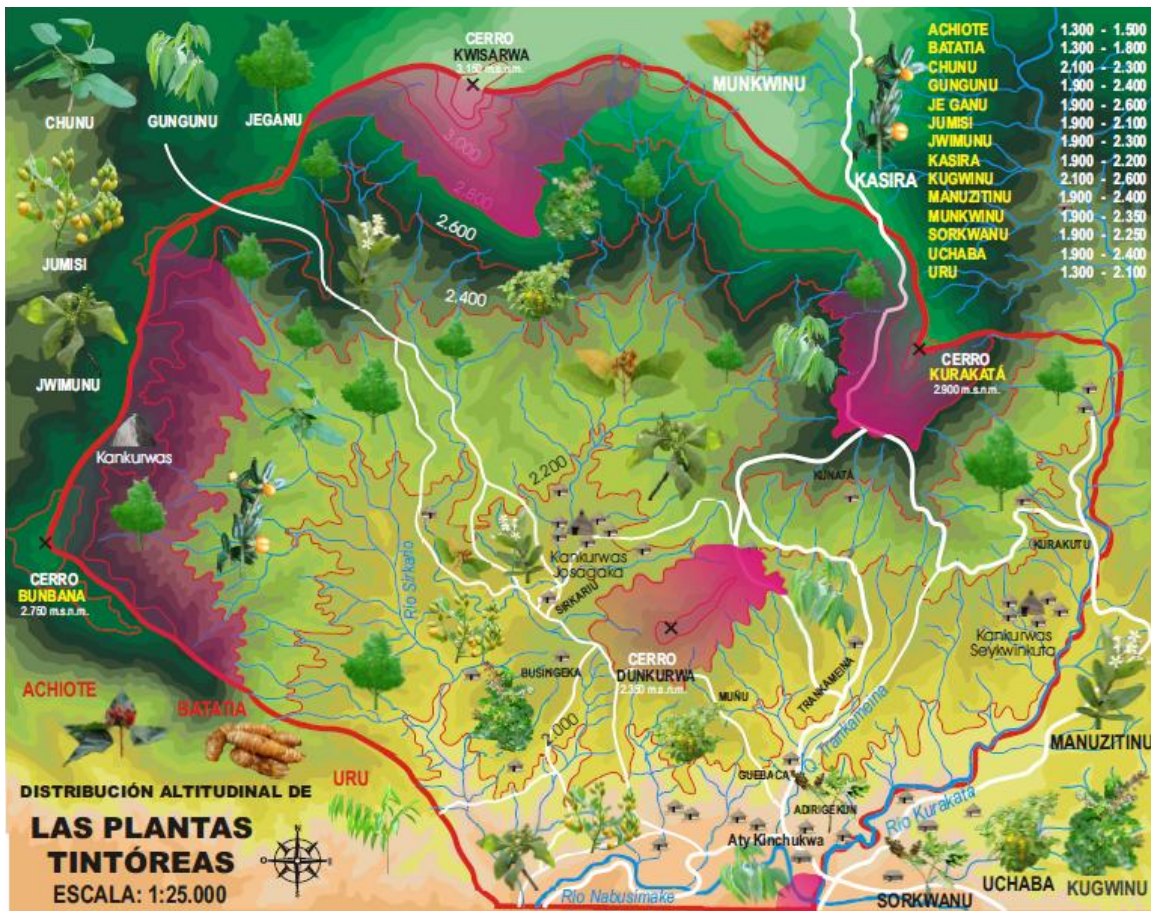 CERRO
KWISARWA
3.150 m.s.n.m.
MUNKWINU
CHUNU
GUNGUNU
JEGANU
KASIRA
ACHIOTE 1.300 - 1.500
BATATIA 1.300 - 1.800
CHUNU 2.100 - 2.300
GUNGUNU 1.900 - 2.400
JE GANU 1.900 - 2.600
JUMISI 1.900 - 2.100
JWIMUNU 1.900 - 2.300
KASIRA 1.900 - 2.200
KUGWINU 2.100 - 2.600
MANUZITINU 1.900 - 2.400
MUNKWINU 1.900 - 2.350
SORKWANU 1.900 - 2.250
UCHABA 1.900 - 2.400
URU 1.300 - 2.100
3.000
2.800
2.600
2.400
JUMISI
JWIMUNU
CERRO
KURAKATÁ
2.900 m.s.n.m.
Kankurwas
2.200
KUNATÁ
CERRO
BUNBANA
2.750 m.s.n.m.
Kankurwas
Josagaka
KURAKUTU
Río Sirkato
SIRKARIU
Kankurwas
Seykwinkuta
BUSINGEKA
CERRO
DUNKURWA
2.350 m.s.n.m.
MUÑU
TRANKAMEINA
Río Trankameina
2.000
ACHIOTE
BATATIA
URU
MANUZITINU
GUEBACA
ADIRIGEKUN
Aty Kinchukwa
Río Kurakata
Río Nabusimake
SORKWANU
UCHABA
KUGWINU
DISTRIBUCIÓN ALTITUDINAL DE
LAS PLANTAS
TINTÓREAS
ESCALA: 1:25.000